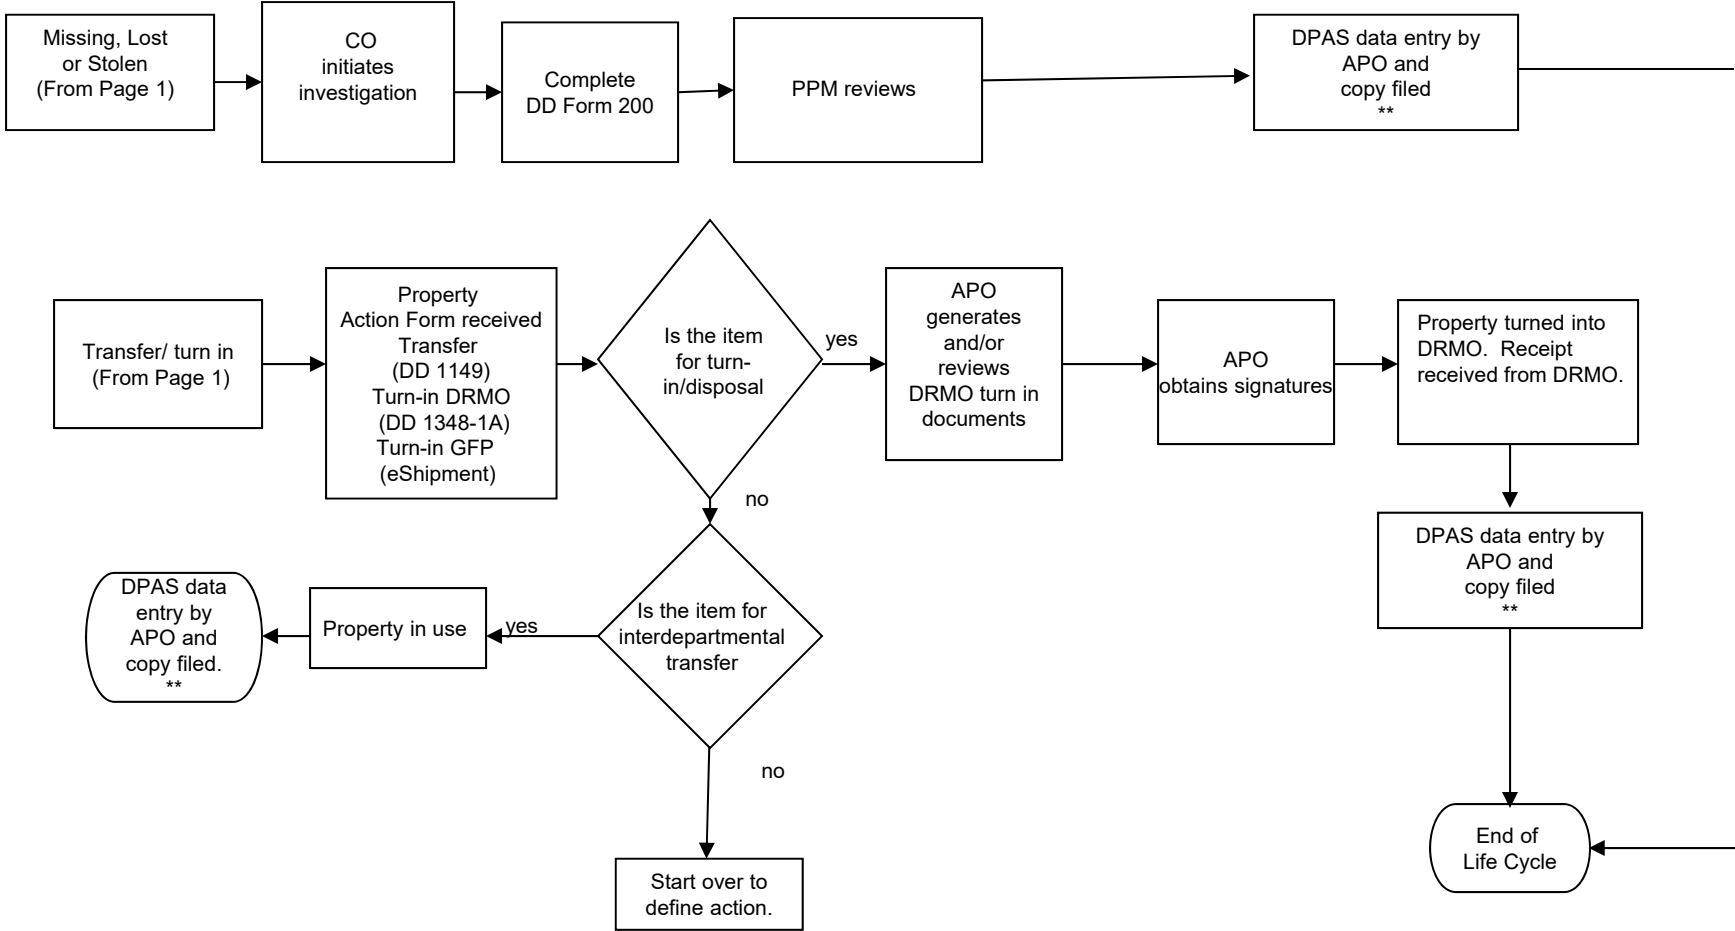 Missing, Lost
or Stolen
(From Page 1)
CO
initiates
investigation
Complete
DD Form 200
PPM reviews
DPAS data entry by
APO and
copy filed
**
Transfer/ turn in
(From Page 1)
Property
Action Form received
Transfer
(DD 1149)
Turn-in DRMO
(DD 1348-1A)
Turn-in GFP
(eShipment)
Is the item
for turn-
in/disposal
yes
no
APO
generates
and/or
reviews
DRMO turn in
documents
APO
obtains signatures
Property turned into
DRMO.  Receipt
received from DRMO.
DPAS data entry by
APO and
copy filed
**
DPAS data
entry by
APO and
copy filed.
**
Property in use
yes
Is the item for
interdepartmental
transfer
no
End of
Life Cycle
Start over to
define action.